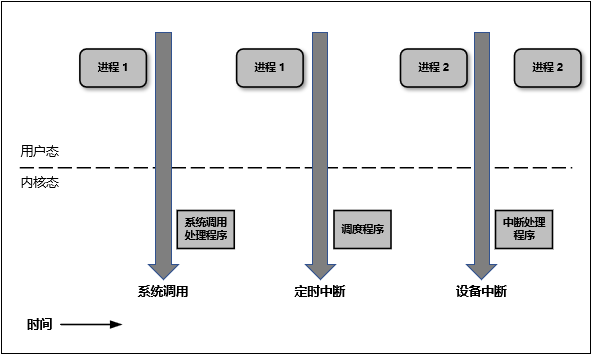 进程 1
进程 1
进程 2
进程 2
用户态
内核态
系统调用
处理程序
调度程序
中断处理
程序
系统调用
定时中断
设备中断
时间